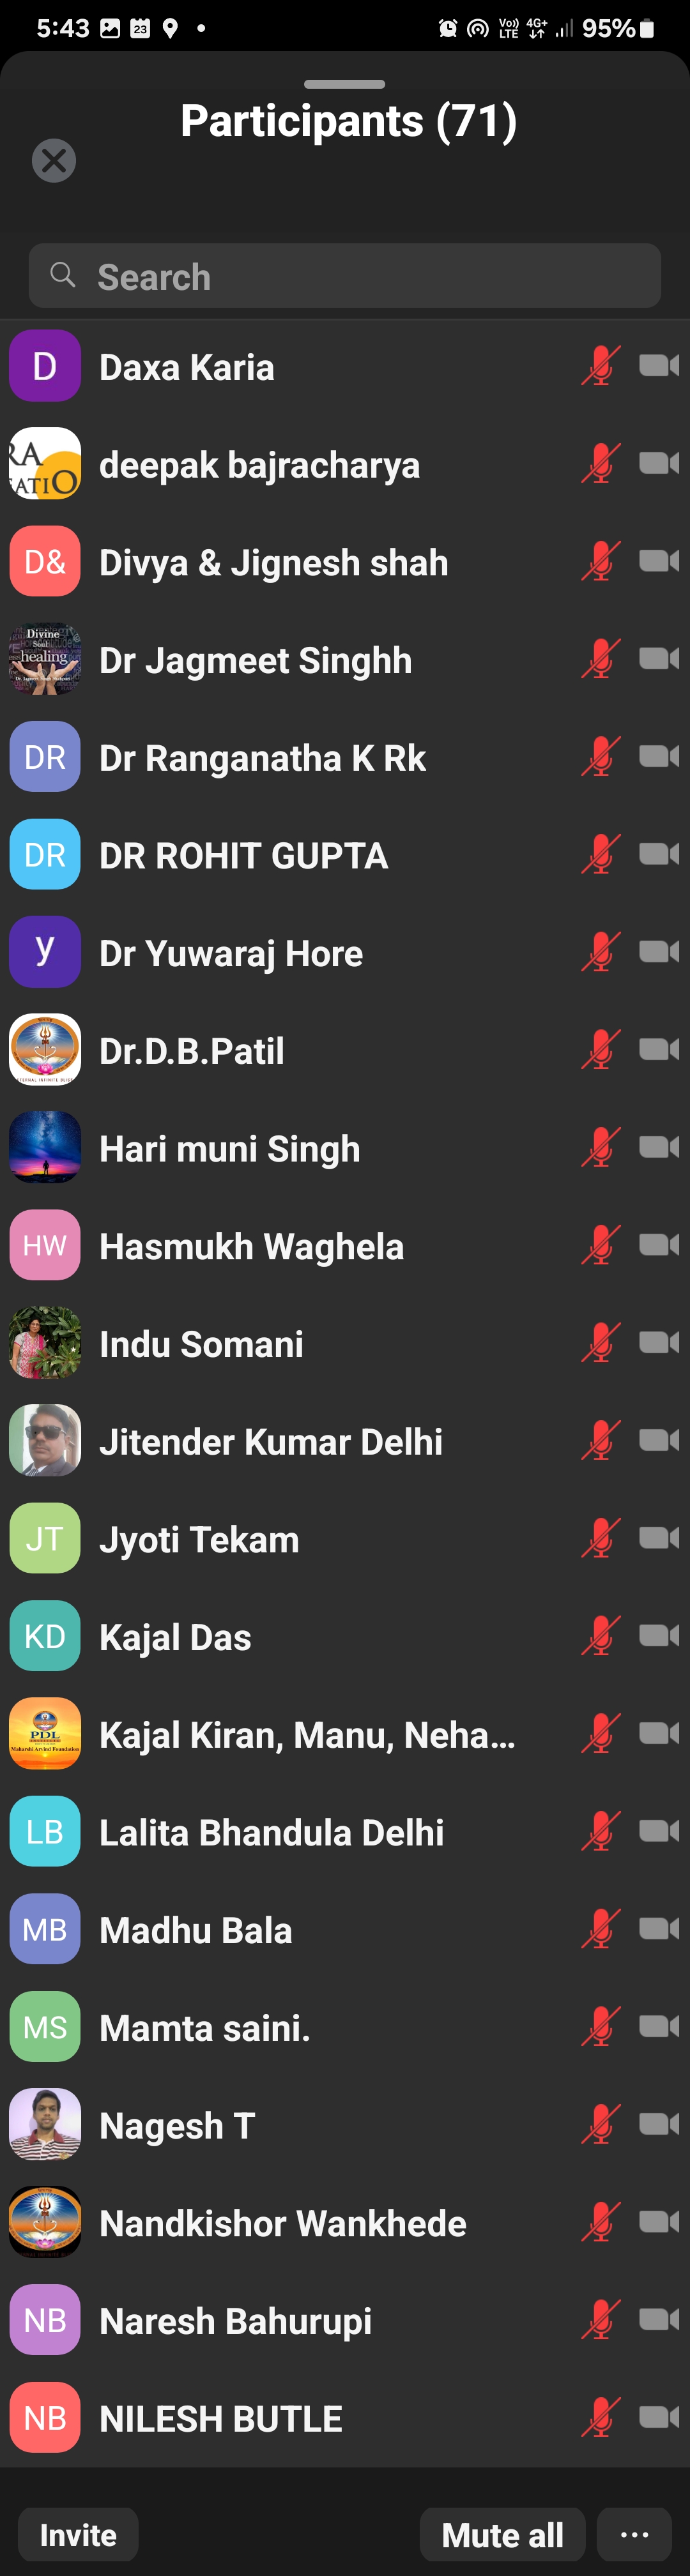 5:43 23 Vo)) LTE 4G+ 95%
Participants (71)
Search
D Daxa Karia
RA
ATIO
deepak bajracharya
D& Divya & Jignesh shah
Divine
Soul
healing
Dr Jagmeet Singhh
DR Dr Ranganatha K Rk
DR DR ROHIT GUPTA
y Dr Yuwaraj Hore
Dr.D.B.Patil
Hari muni Singh
HW Hasmukh Waghela
Indu Somani
Jitender Kumar Delhi
JT Jyoti Tekam
KD Kajal Das
PDL
Maharshi Arvind Foundation
Kajal Kiran, Manu, Neha...
LB Lalita Bhandula Delhi
MB Madhu Bala
MS Mamta saini.
Nagesh T
Nandkishor Wankhede
NB Naresh Bahurupi
NB NILESH BUTLE
Invite Mute all ...